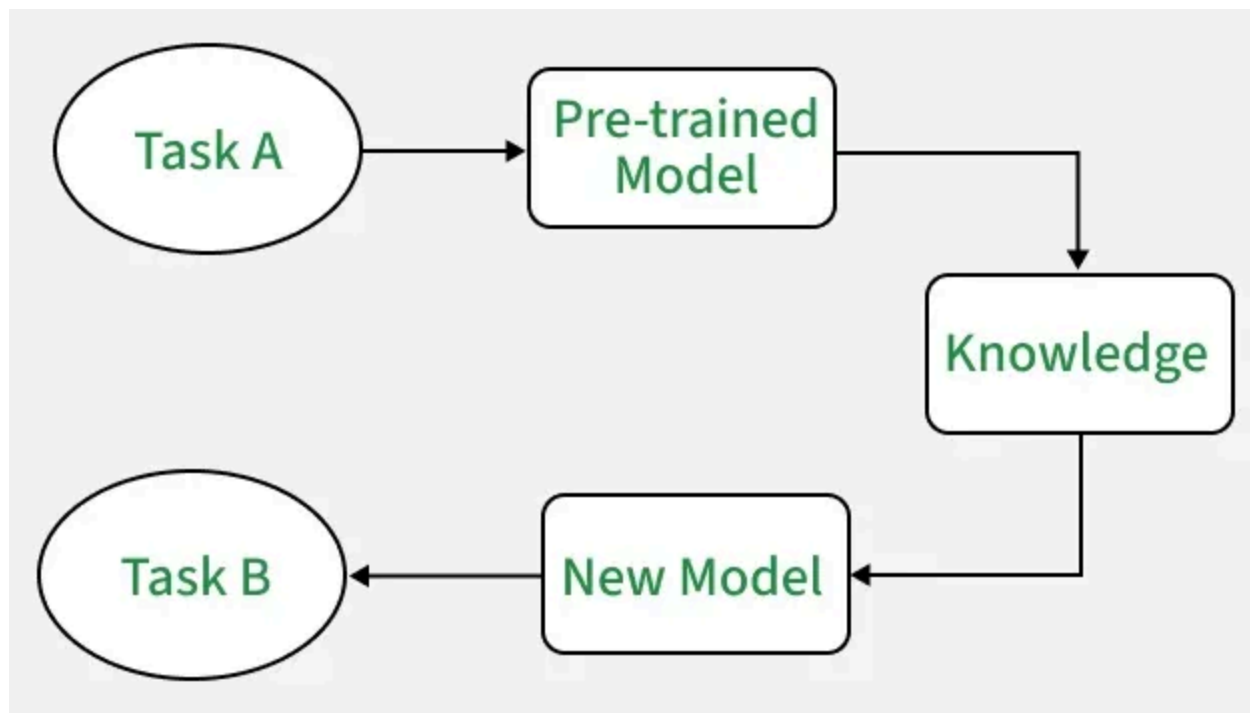 Task A
Pre-trained
Model
Knowledge
New Model
Task B